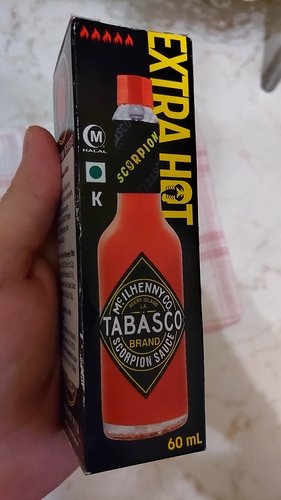 EXTRA HOT
SCORPION
M
HALAL
K
McILHENNY CO.
AVERY ISLAND
LA.
TABASCO
BRAND
SCORPION SAUCE
60 mL